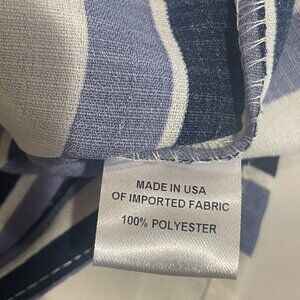 MADE IN USA
OF IMPORTED FABRIC
100% POLYESTER